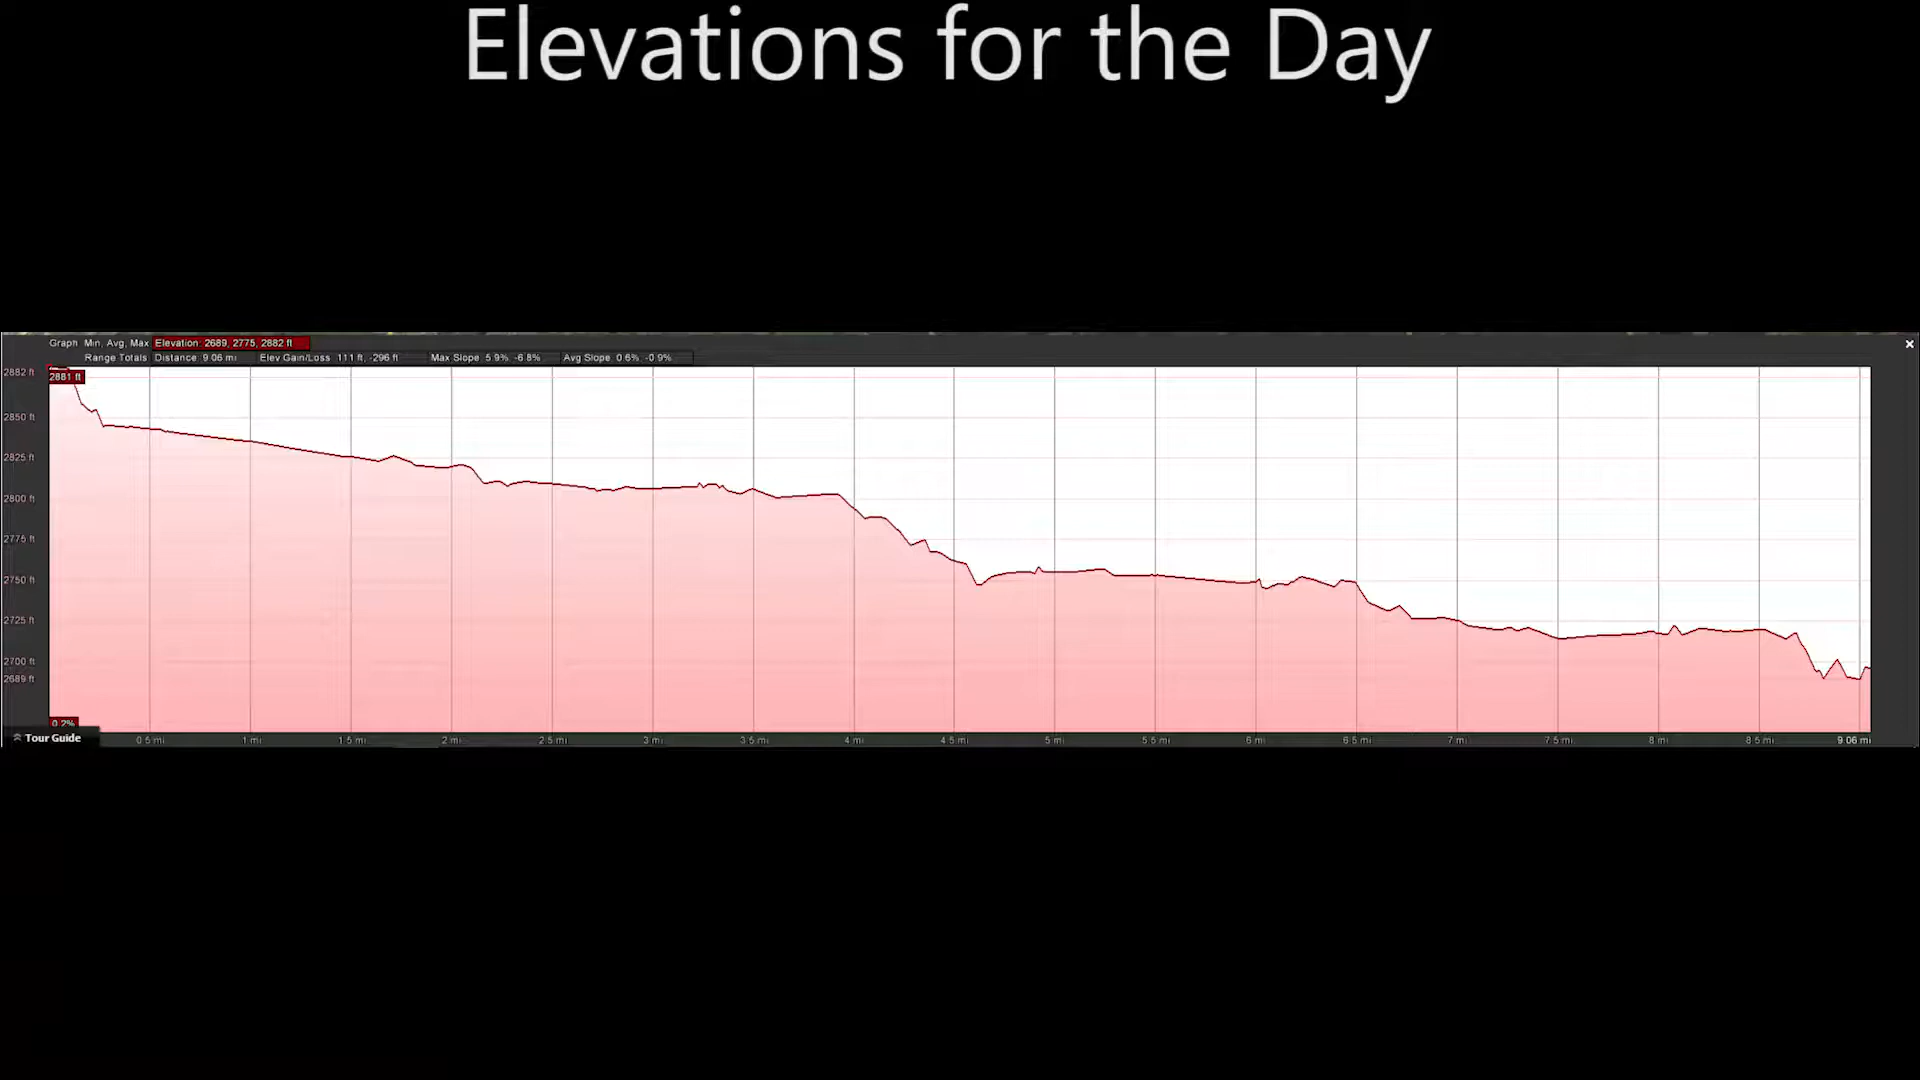 Elevations for the Day
Graph Min, Avg, Max Elevation: 2689, 2775, 2882 ft
Range Totals Distance: 9.06 mi Elev Gain/Loss: 111 ft, -296 ft Max Slope: 5.9%, -6.8% Avg Slope: 0.6%, -0.9%
2882 ft
2881 ft
2850 ft
2825 ft
2800 ft
2775 ft
2750 ft
2725 ft
2700 ft
2689 ft
0.2%
Tour Guide
0.5 mi 1 mi 1.5 mi 2 mi 2.5 mi 3 mi 3.5 mi 4 mi 4.5 mi 5 mi 5.5 mi 6 mi 6.5 mi 7 mi 7.5 mi 8 mi 8.5 mi 9.06 mi